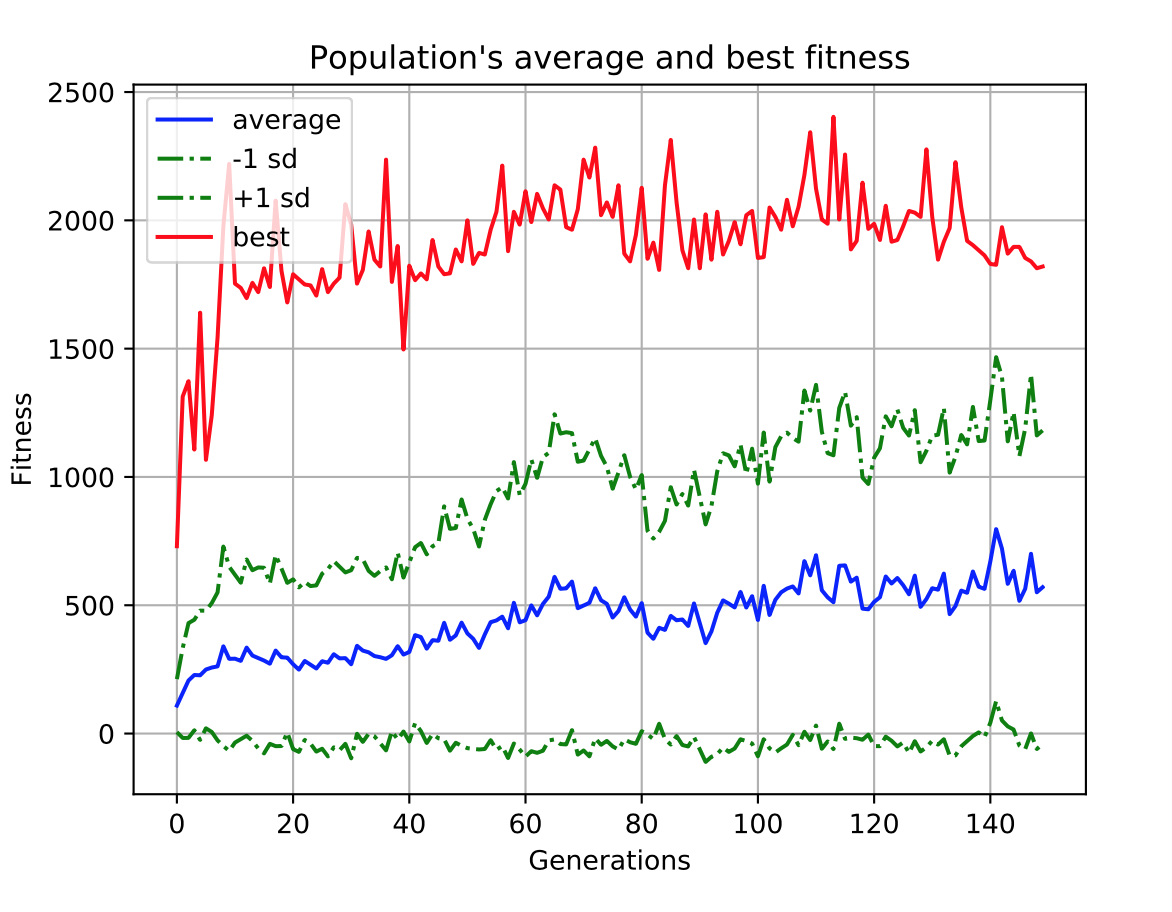 Population's average and best fitness
2500
2000
1500
1000
500
0
Fitness
average
-1 sd
+1 sd
best
0 20 40 60 80 100 120 140
Generations